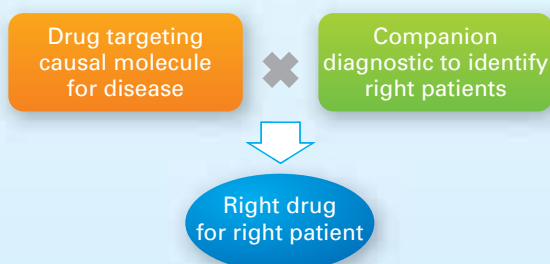 Drug targeting
causal molecule
for disease
Companion
diagnostic to identify
right patients
Right drug
for right patient